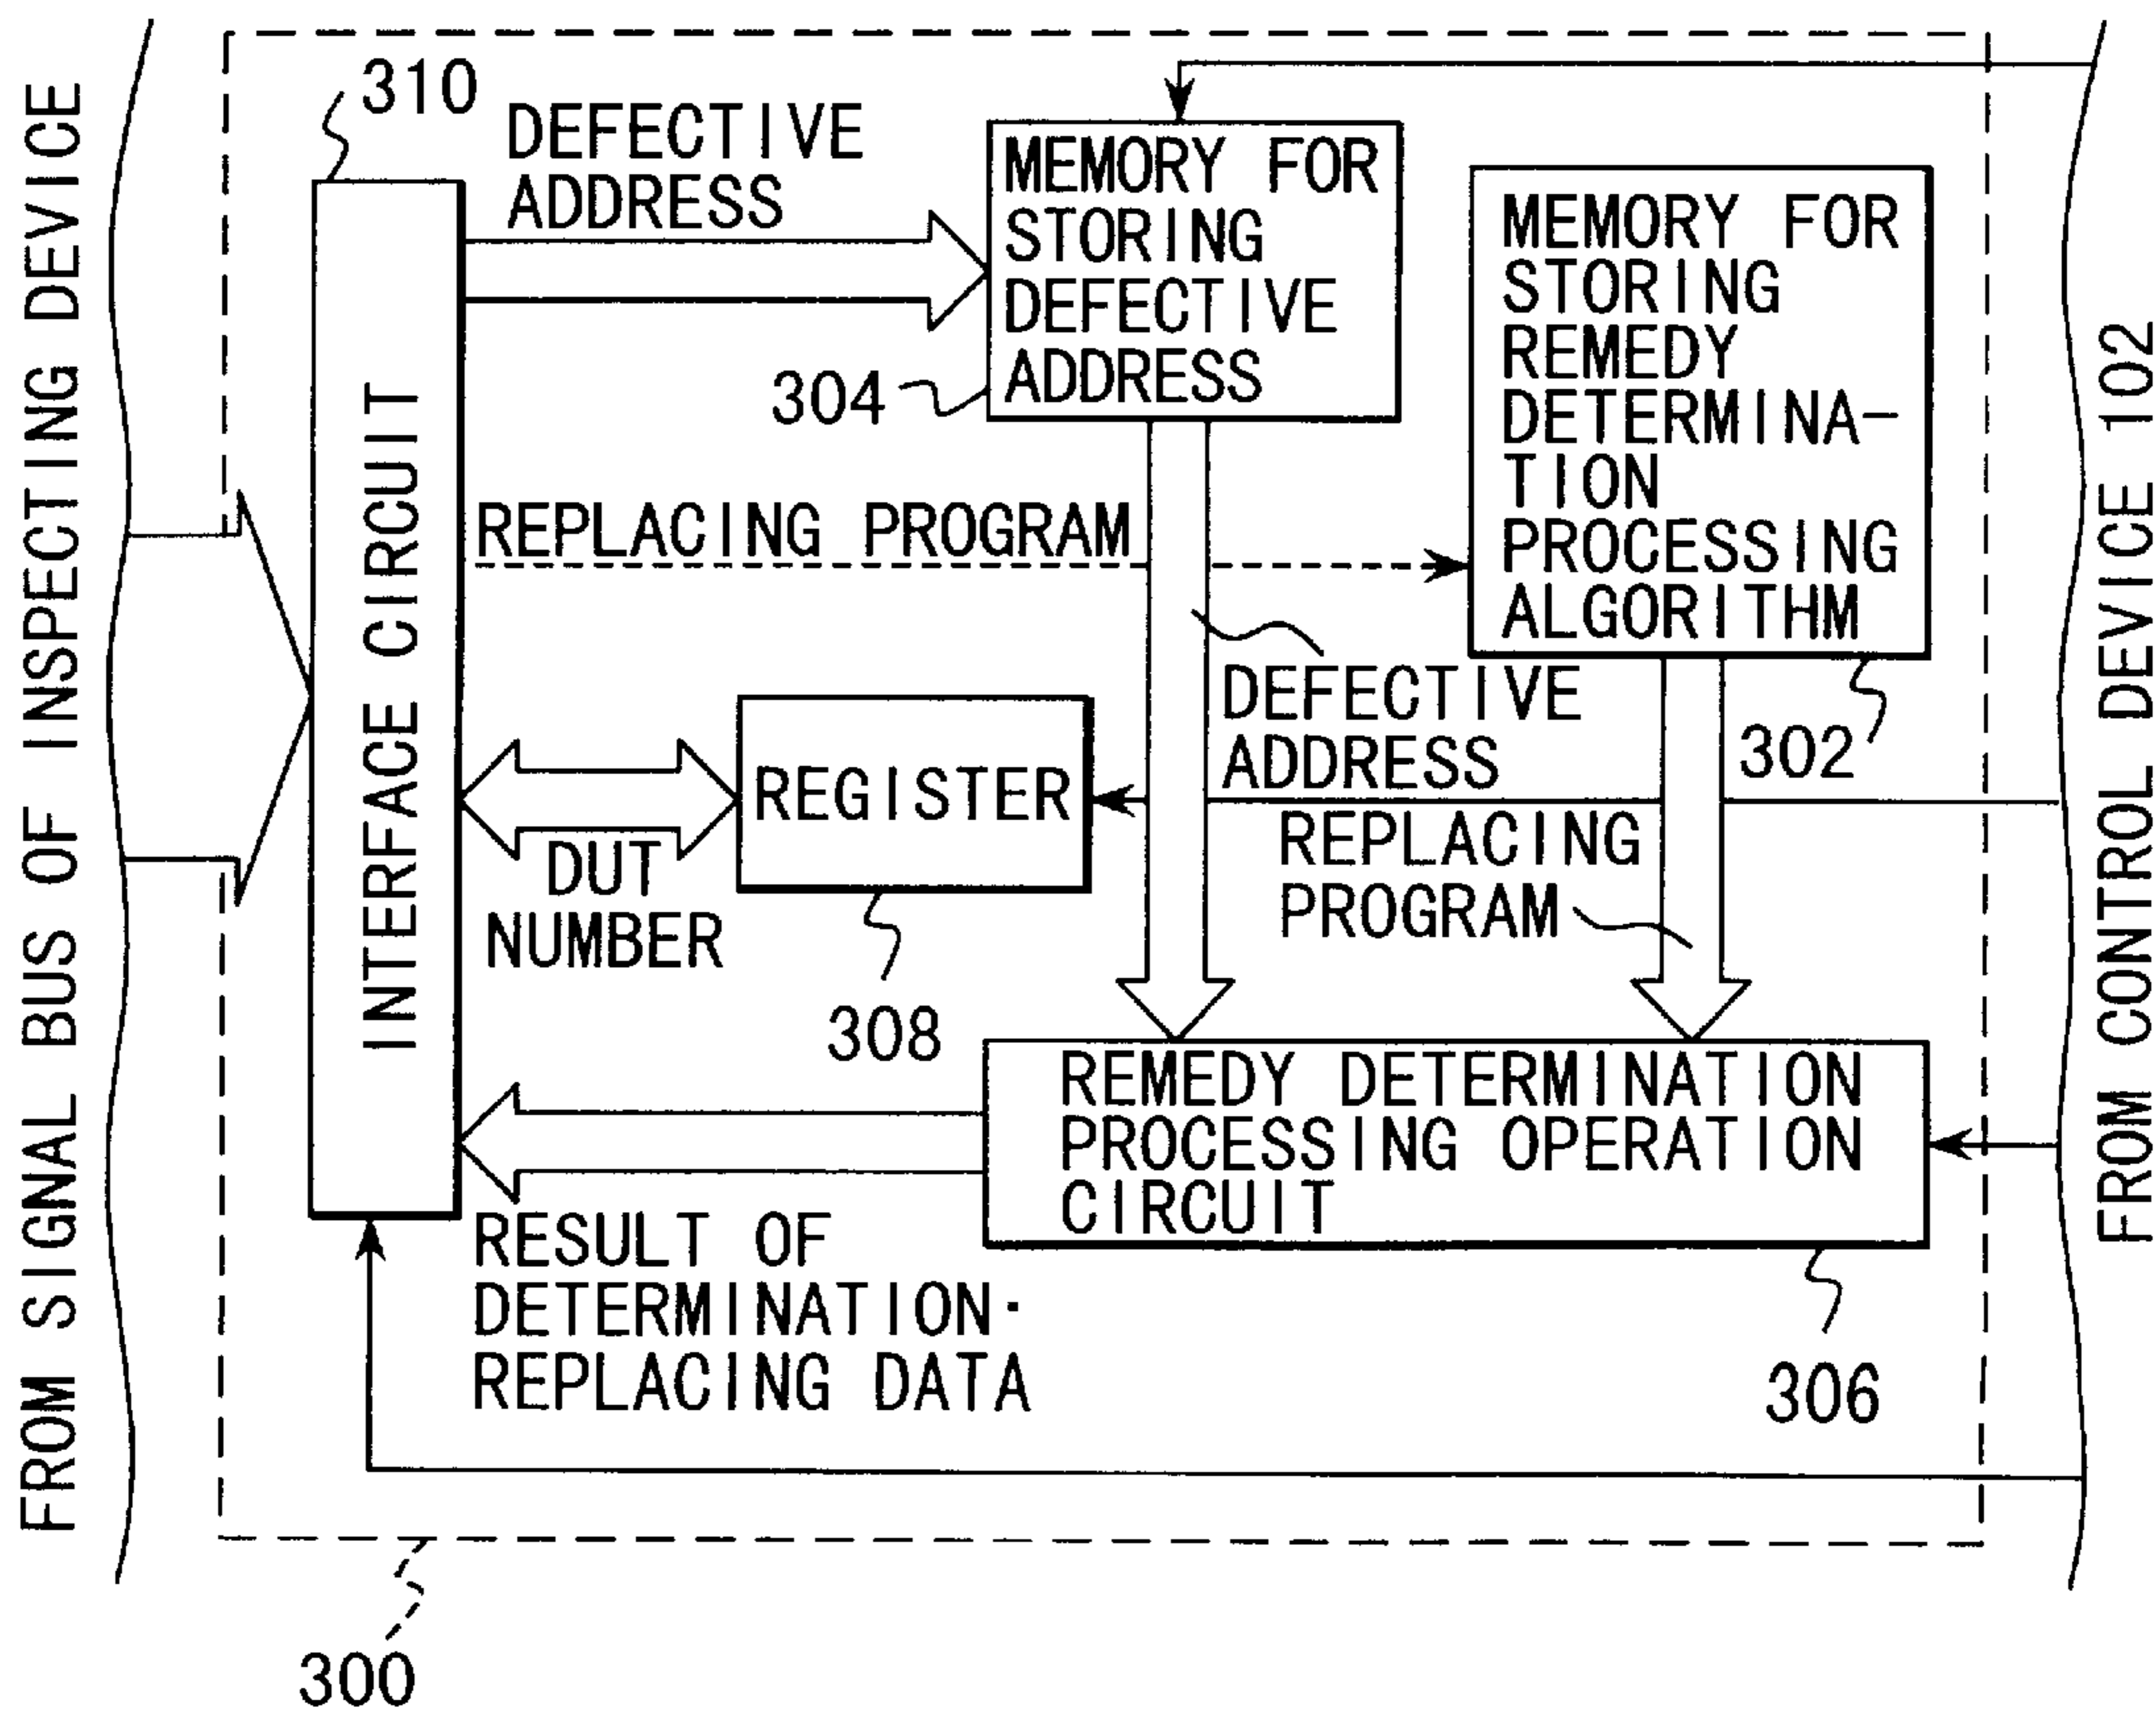 FROM SIGNAL BUS OF INSPECTING DEVICE
310
DEFECTIVE
ADDRESS
MEMORY FOR
STORING
DEFECTIVE
ADDRESS
304
MEMORY FOR
STORING
REMEDY
DETERMINA-
TION
PROCESSING
ALGORITHM
302
INTERFACE CIRCUIT
REPLACING PROGRAM
DEFECTIVE
ADDRESS
REGISTER
DUT
NUMBER
308
REPLACING
PROGRAM
REMEDY DETERMINATION
PROCESSING OPERATION
CIRCUIT
306
RESULT OF
DETERMINATION·
REPLACING DATA
300
FROM CONTROL DEVICE 102